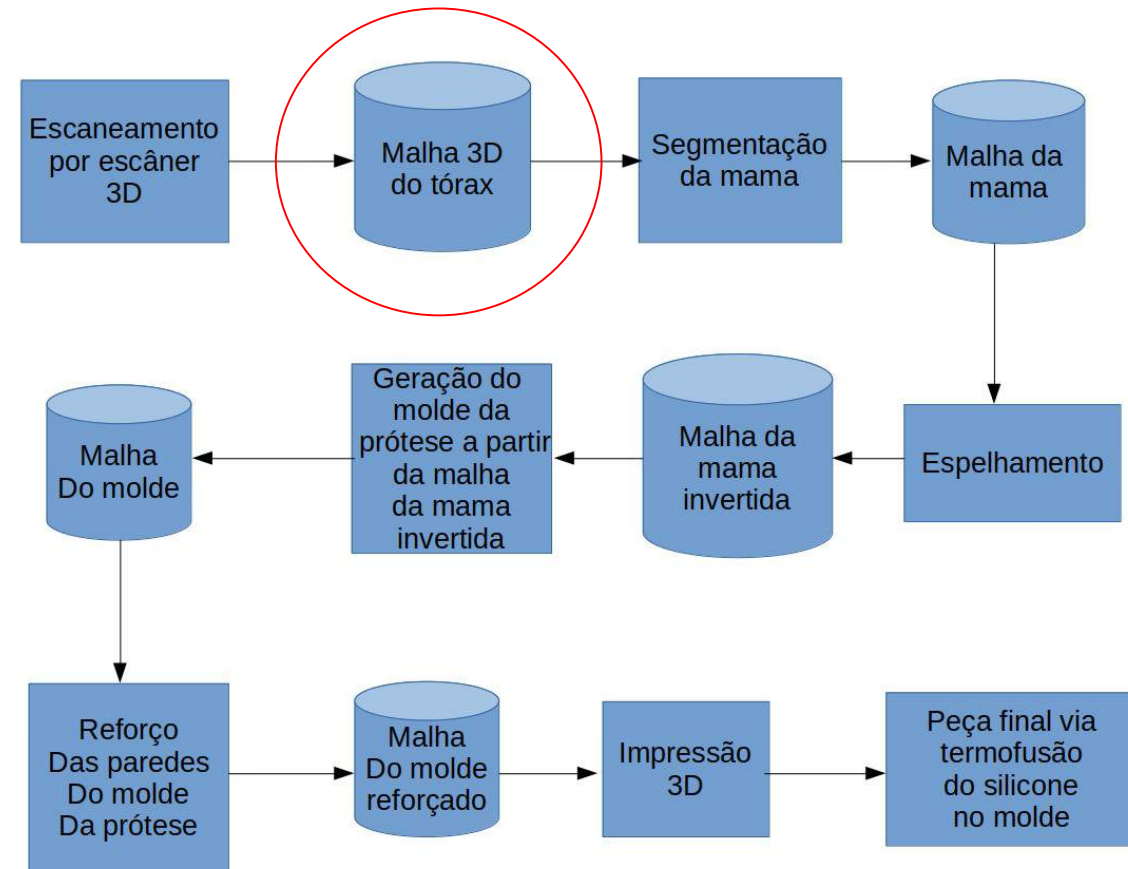 Escaneamento
por escâner
3D
Malha 3D
do tórax
Segmentação
da mama
Malha da
mama
Espelhamento
Malha da
mama
invertida
Geração do
molde da
prótese a partir
da malha
da mama
invertida
Malha
Do molde
Reforço
Das paredes
Do molde
Da prótese
Malha
Do molde
reforçado
Impressão
3D
Peça final via
termofusão
do silicone
no molde